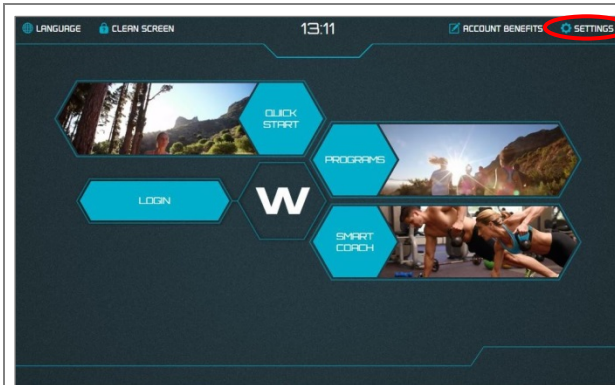 LANGUAGE
CLEAN SCREEN
13:11
ACCOUNT BENEFITS
SETTINGS
QUICK
START
PROGRAMS
LOGIN
W
SMART
COACH